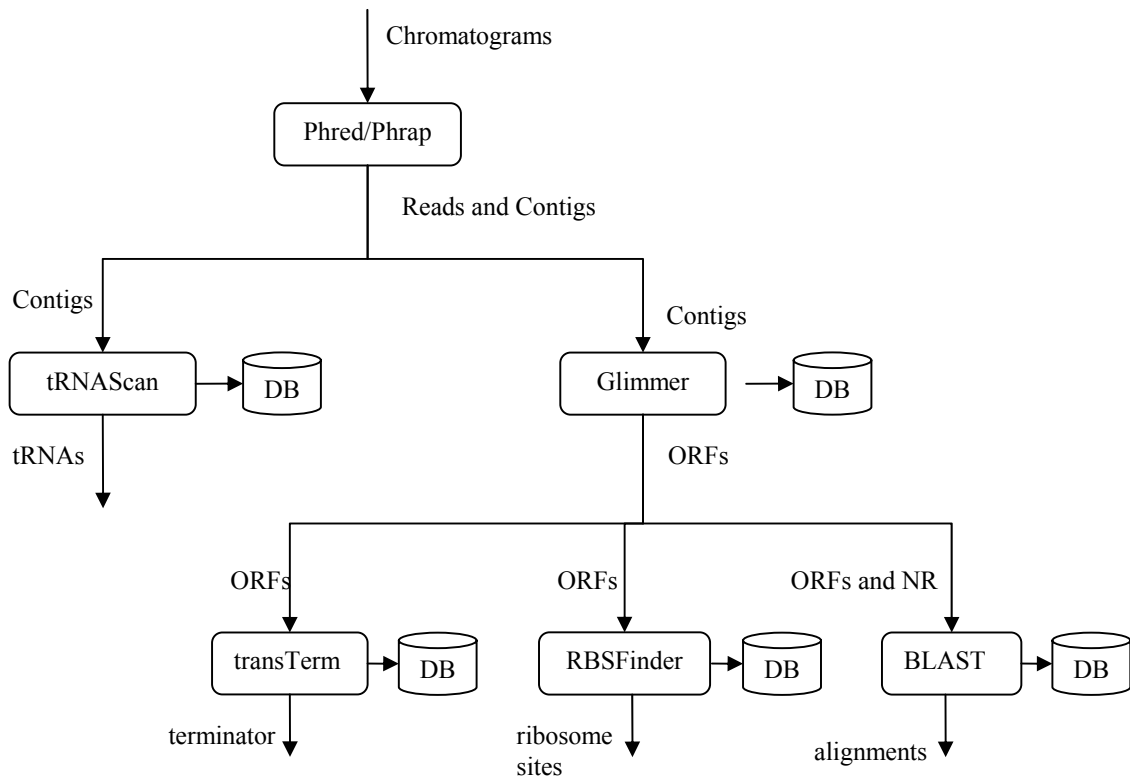 Chromatograms
Phred/Phrap
Reads and Contigs
Contigs
Contigs
tRNAScan
DB
Glimmer
DB
tRNAs
ORFs
ORFs
ORFs
ORFs and NR
transTerm
DB
RBSFinder
DB
BLAST
DB
terminator
ribosome
sites
alignments